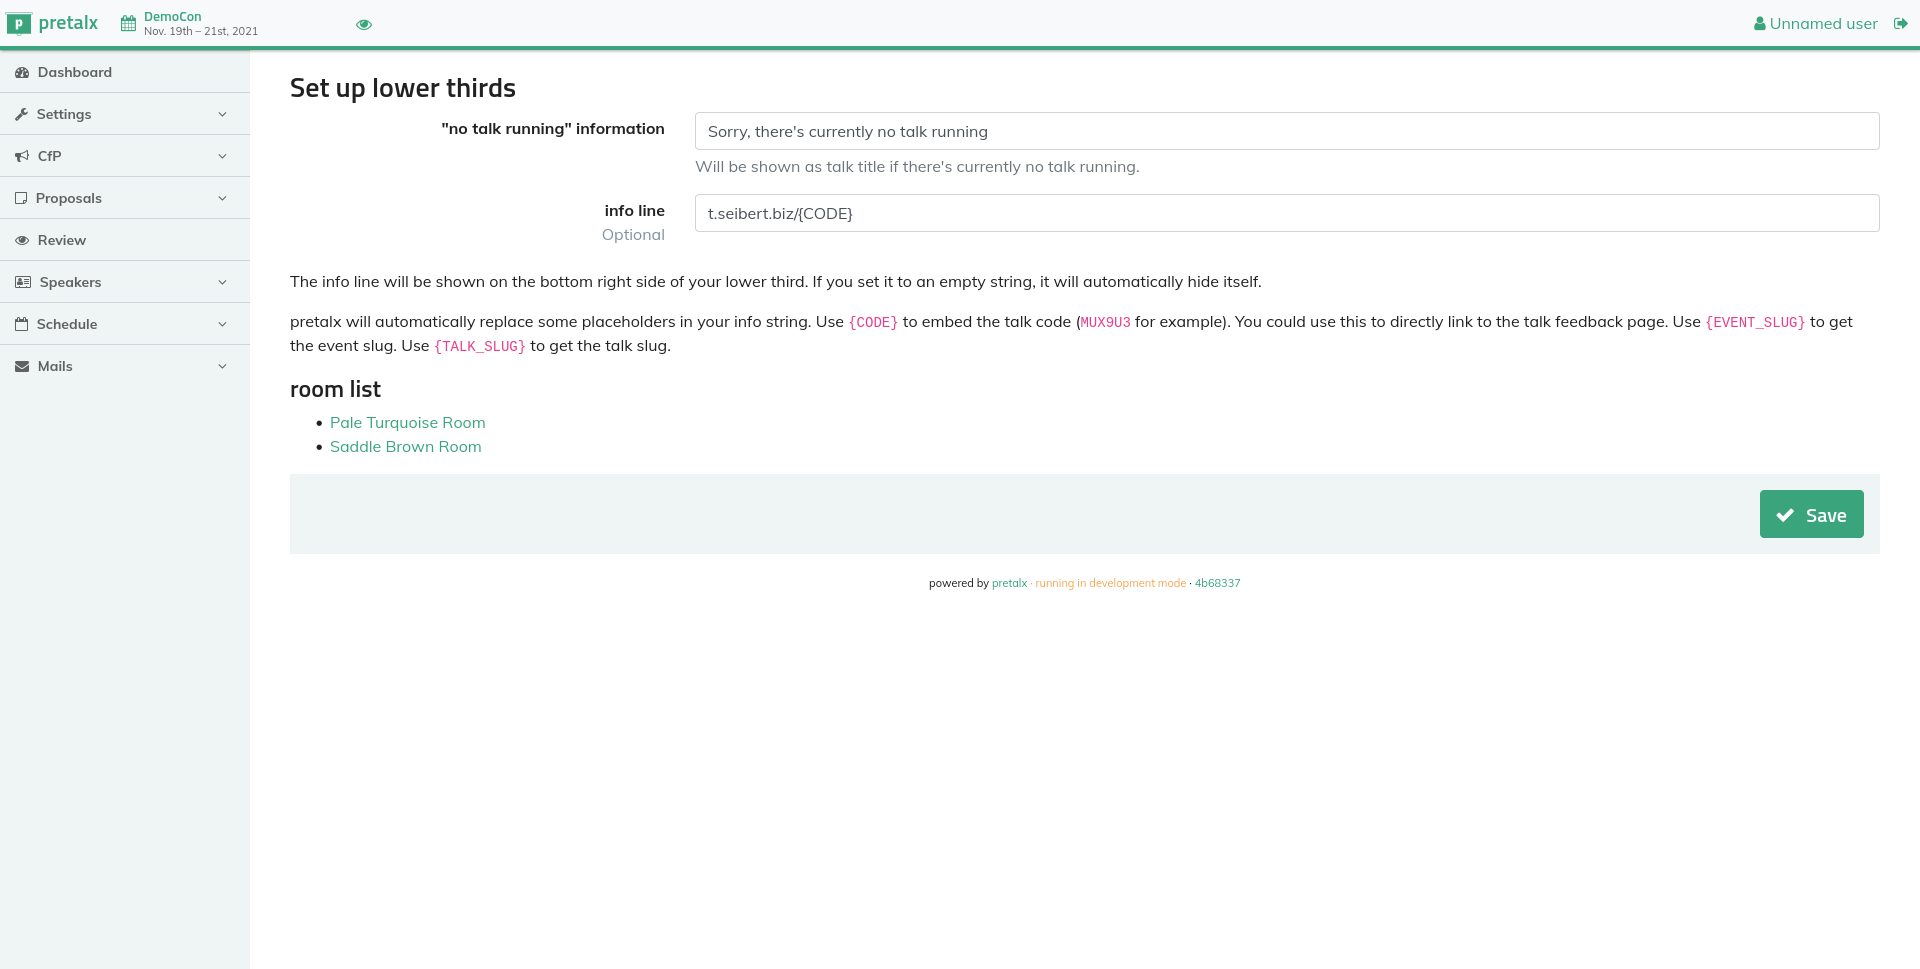 p pretalx
DemoCon
Nov. 19th – 21st, 2021
Unnamed user
Dashboard
Settings
CfP
Proposals
Review
Speakers
Schedule
Mails
Set up lower thirds
"no talk running" information
Sorry, there's currently no talk running
Will be shown as talk title if there's currently no talk running.
info line
Optional
t.seibert.biz/{CODE}
The info line will be shown on the bottom right side of your lower third. If you set it to an empty string, it will automatically hide itself.
pretalx will automatically replace some placeholders in your info string. Use {CODE} to embed the talk code (MUX9U3 for example). You could use this to directly link to the talk feedback page. Use {EVENT_SLUG} to get
the event slug. Use {TALK_SLUG} to get the talk slug.
room list
• Pale Turquoise Room
• Saddle Brown Room
Save
powered by pretalx · running in development mode · 4b68337